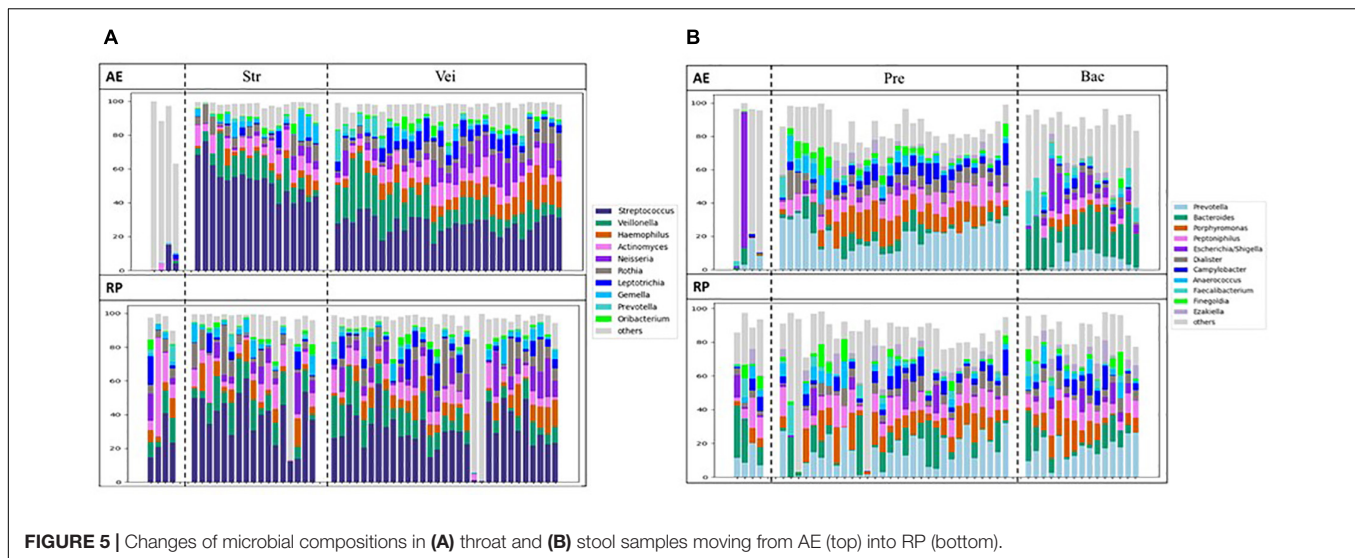 A
B
AE
Str
Vei
100
80
60
40
20
0
RP
100
80
60
40
20
0
Streptococcus
Veillonella
Haemophilus
Actinomyces
Neisseria
Rothia
Leptotrichia
Gemella
Prevotella
Oribacterium
others
AE
Pre
Bac
100
80
60
40
20
0
RP
100
80
60
40
20
0
Prevotella
Bacteroides
Porphyromonas
Peptoniphilus
Escherichia/Shigella
Dialister
Campylobacter
Anaerococcus
Faecalibacterium
Finegoldia
Ezakiella
others
FIGURE 5 | Changes of microbial compositions in (A) throat and (B) stool samples moving from AE (top) into RP (bottom).